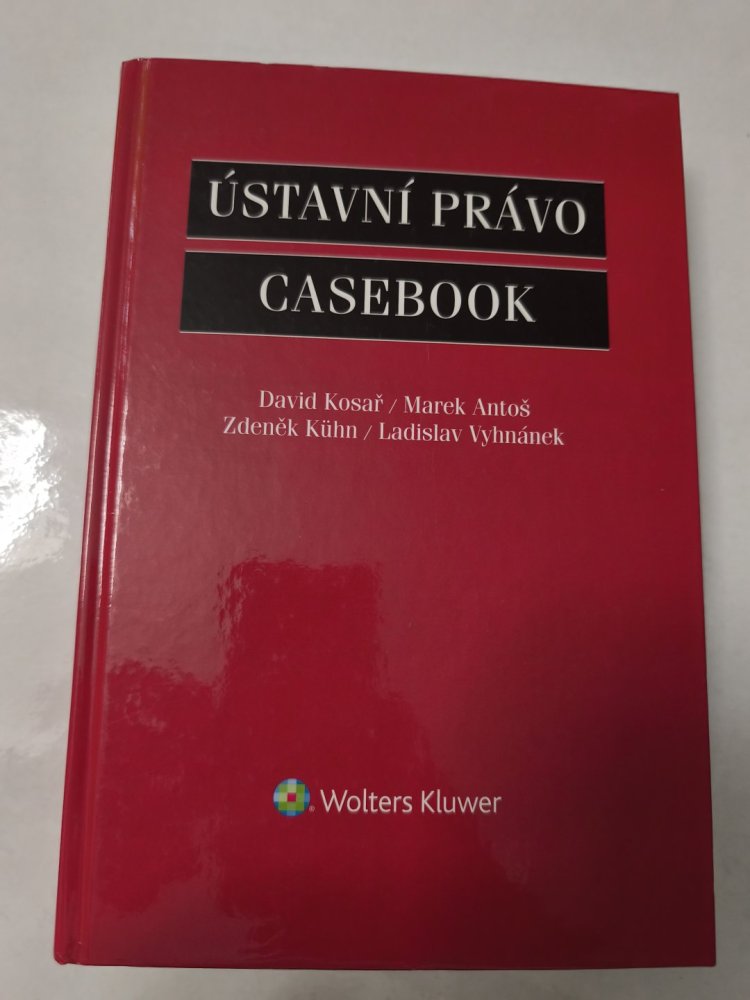 ÚSTAVNÍ PRÁVO
CASEBOOK
David Kosař / Marek Antoš
Zdeněk Kühn / Ladislav Vyhnánek
Wolters Kluwer